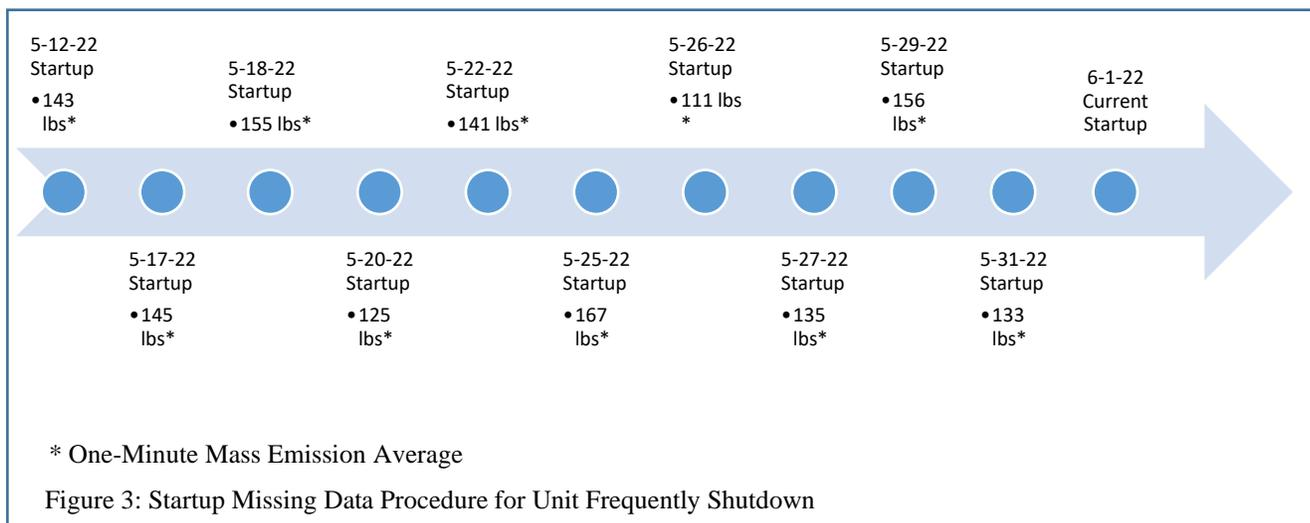 5-12-22
Startup
•143
lbs*
5-17-22
Startup
•145
lbs*
5-18-22
Startup
•155 lbs*
5-20-22
Startup
•125
lbs*
5-22-22
Startup
•141 lbs*
5-25-22
Startup
•167
lbs*
5-26-22
Startup
•111 lbs
*
5-27-22
Startup
•135
lbs*
5-29-22
Startup
•156
lbs*
5-31-22
Startup
•133
lbs*
6-1-22
Current
Startup
* One-Minute Mass Emission Average
Figure 3: Startup Missing Data Procedure for Unit Frequently Shutdown